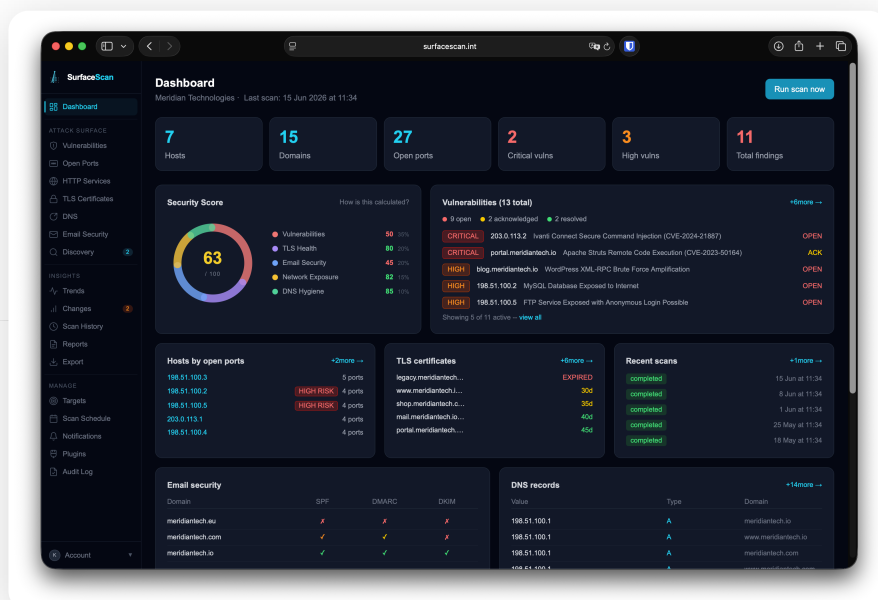 surfacescan.int
SurfaceScan
Dashboard
ATTACK SURFACE
Vulnerabilities
Open Ports
HTTP Services
TLS Certificates
DNS
Email Security
Discovery 2
INSIGHTS
Trends
Changes 2
Scan History
Reports
Export
MANAGE
Targets
Scan Schedule
Notifications
Plugins
Audit Log
K Account
Dashboard
Meridian Technologies · Last scan: 15 Jun 2026 at 11:34
Run scan now
7
Hosts
15
Domains
27
Open ports
2
Critical vulns
3
High vulns
11
Total findings
Security Score How is this calculated?
63
/ 100
Vulnerabilities 50 30%
TLS Health 80 20%
Email Security 45 20%
Network Exposure 82
DNS Hygiene 85
Vulnerabilities (13 total) +6more →
9 open 2 acknowledged 2 resolved
CRITICAL 203.0.113.2 Ivanti Connect Secure Command Injection (CVE-2024-21887) OPEN
CRITICAL portal.meridiantech.io Apache Struts Remote Code Execution (CVE-2023-50164) ACK
HIGH blog.meridiantech.io WordPress XML-RPC Brute Force Amplification OPEN
HIGH 198.51.100.2 MySQL Database Exposed to Internet OPEN
HIGH 198.51.100.5 FTP Service Exposed with Anonymous Login Possible OPEN
Showing 5 of 11 active – view all
Hosts by open ports +2more →
198.51.100.3 5 ports
198.51.100.2 HIGH RISK 4 ports
198.51.100.5 HIGH RISK 4 ports
203.0.113.1 4 ports
198.51.100.4 4 ports
TLS certificates +6more →
legacy.meridiantech... EXPIRED
www.meridiantech.i... 30d
shop.meridiantech.c... 35d
mail.meridiantech.io... 40d
portal.meridiantech.... 45d
Recent scans +1more →
completed 15 Jun at 11:34
completed 8 Jun at 11:34
completed 1 Jun at 11:34
completed 25 May at 11:34
completed 18 May at 11:34
Email security
Domain SPF DMARC DKIM
meridiantech.eu ✗ ✗ ✗
meridiantech.com ✓ ✓ ✗
meridiantech.io ✓ ✓ ✓
DNS records +14more →
Value Type Domain
198.51.100.1 A meridiantech.io
198.51.100.1 A www.meridiantech.io
198.51.100.1 A meridiantech.com
198.51.100.1 A www.meridiantech.com